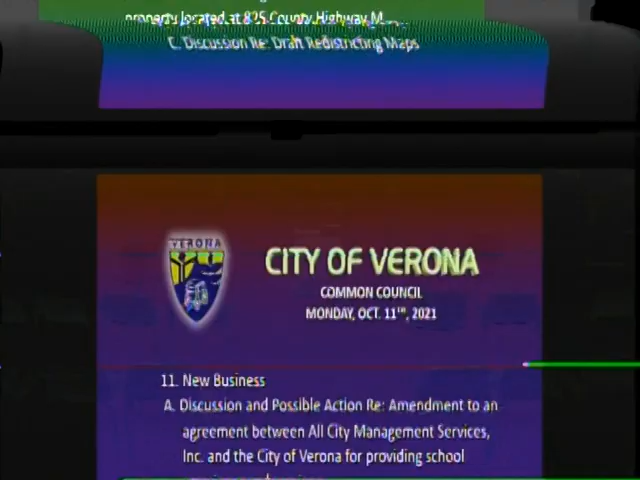 property located at 825 County Highway M
C. Discussion Re: Draft Redistricting Maps
VERONA
CITY OF VERONA
COMMON COUNCIL
MONDAY, OCT. 11TH, 2021
11. New Business
A. Discussion and Possible Action Re: Amendment to an
agreement between All City Management Services,
Inc. and the City of Verona for providing school